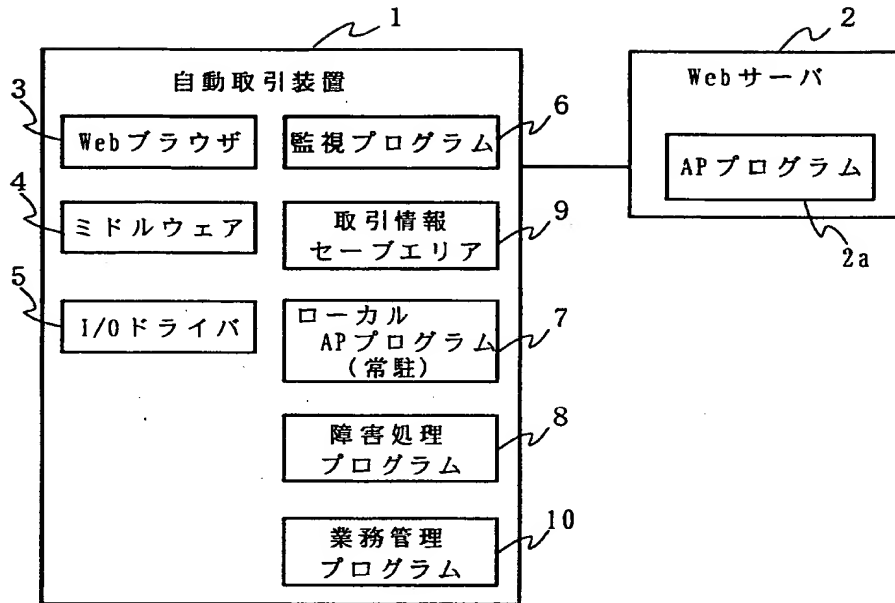 1
自動取引装置
3
Webブラウザ
4
ミドルウェア
5
I/Oドライバ
6
監視プログラム
9
取引情報
セーブエリア
7
ローカル
APプログラム
(常駐)
8
障害処理
プログラム
10
業務管理
プログラム
2
Webサーバ
APプログラム
2a